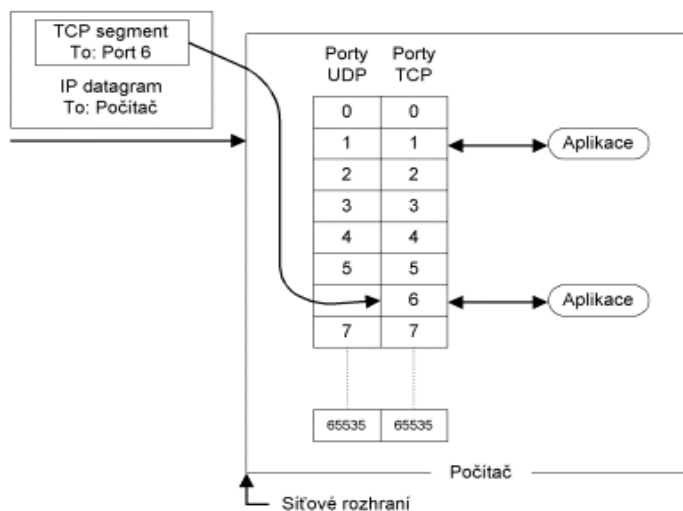 TCP segment
To: Port 6
IP datagram
To: Počítač
Porty
UDP
Porty
TCP
0 0
1 1
Aplikace
2 2
3 3
4 4
5 5
6
Aplikace
7 7
65535 65535
Počítač
Síťové rozhraní